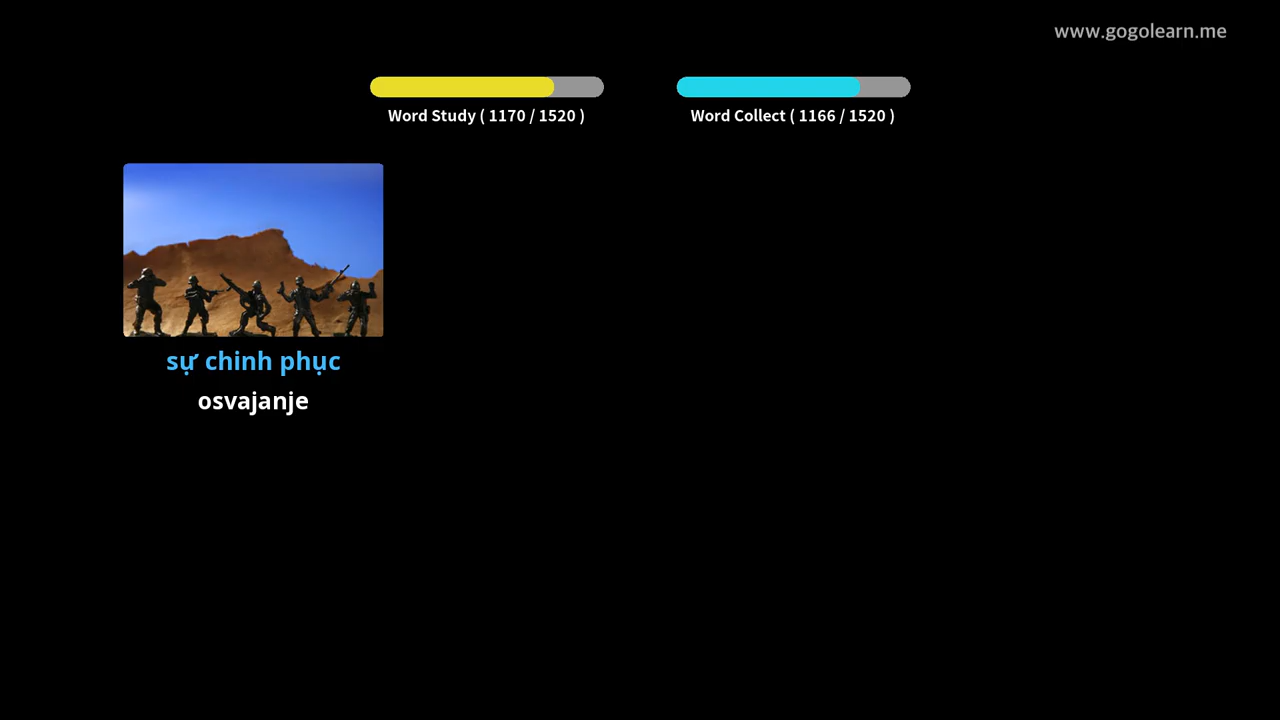 www.gogolearn.me
Word Study ( 1170 / 1520 )
Word Collect ( 1166 / 1520 )
sự chinh phục
osvajanje